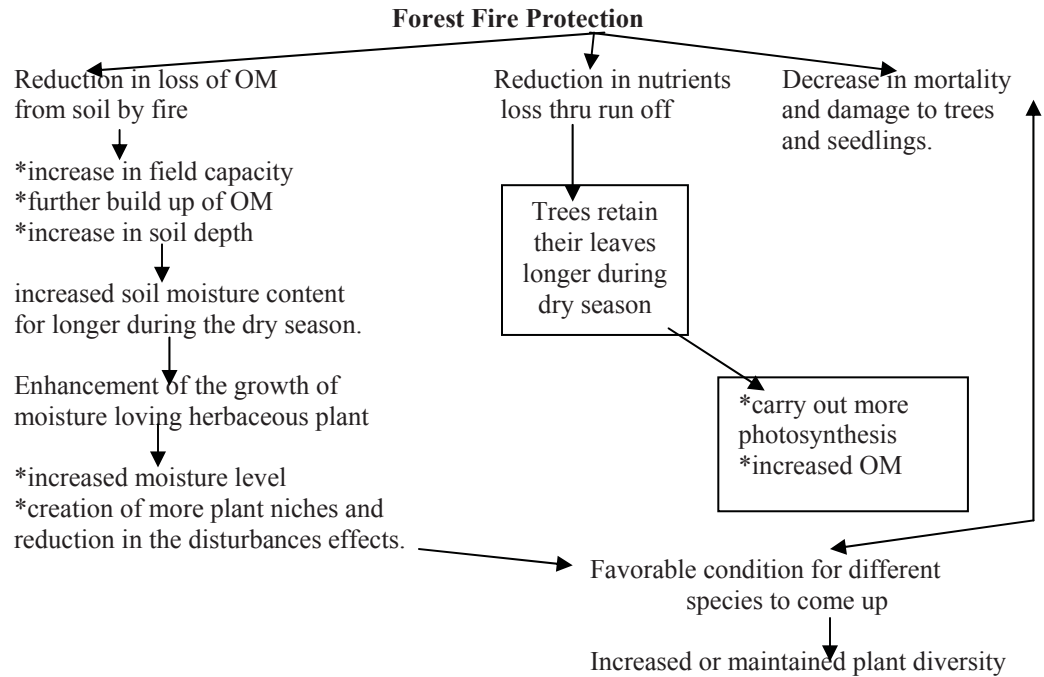 Forest Fire Protection
Reduction in loss of OM
from soil by fire
*increase in field capacity
*further build up of OM
*increase in soil depth
increased soil moisture content
for longer during the dry season.
Enhancement of the growth of
moisture loving herbaceous plant
*increased moisture level
*creation of more plant niches and
reduction in the disturbances effects.
Reduction in nutrients
loss thru run off
Trees retain
their leaves
longer during
dry season
*carry out more
photosynthesis
*increased OM
Decrease in mortality
and damage to trees
and seedlings.
Favorable condition for different
species to come up
Increased or maintained plant diversity